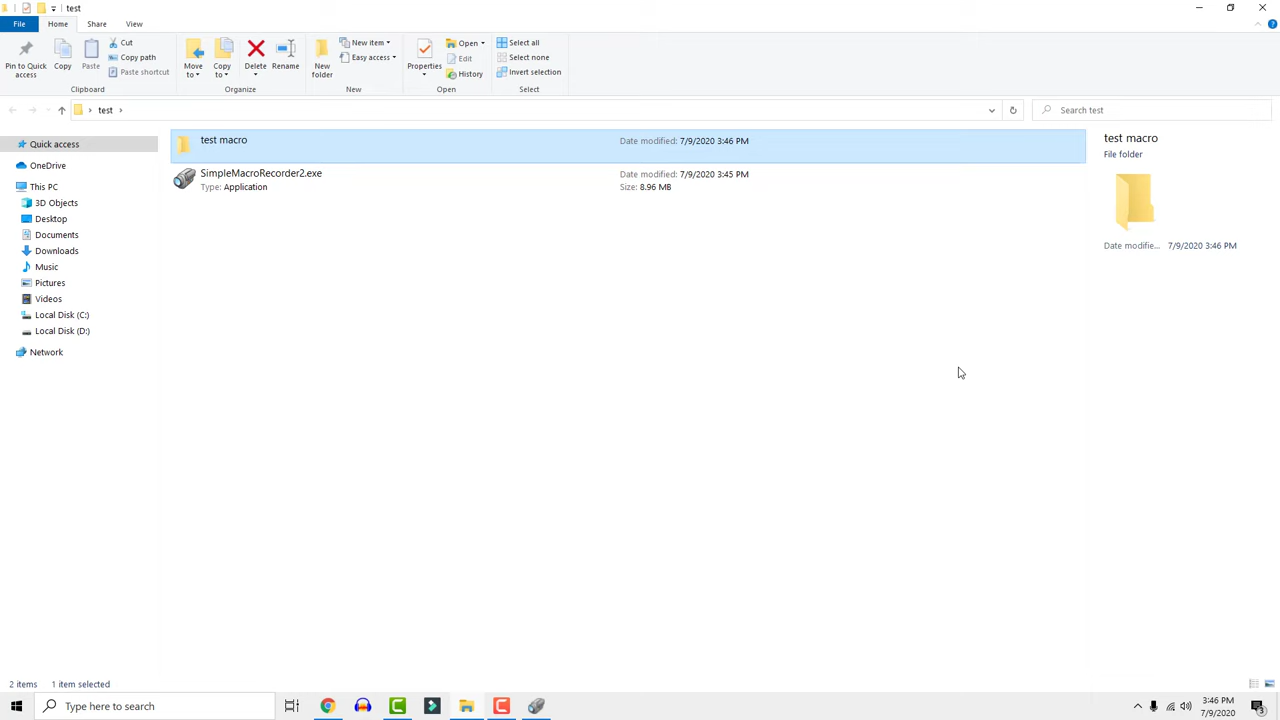 test
File Home Share View
Pin to Quick access
Copy
Paste
Cut
Copy path
Paste shortcut
Clipboard
Move to
Copy to
Delete
Rename
Organize
New folder
New item
Easy access
New
Properties
Open
Edit
History
Open
Select all
Select none
Invert selection
Select
test
Search test
Quick access
OneDrive
This PC
3D Objects
Desktop
Documents
Downloads
Music
Pictures
Videos
Local Disk (C:)
Local Disk (D:)
Network
test macro
Date modified: 7/9/2020 3:46 PM
SimpleMacroRecorder2.exe
Type: Application
Date modified: 7/9/2020 3:45 PM
Size: 8.96 MB
test macro
File folder
Date modifie... 7/9/2020 3:46 PM
2 items 1 item selected
Type here to search
3:46 PM
7/9/2020
3